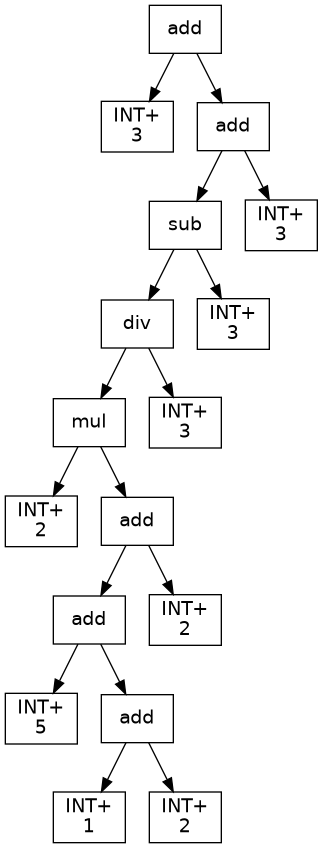 add
INT+
3
add
sub
INT+
3
div
INT+
3
mul
INT+
3
INT+
2
add
add
INT+
2
INT+
5
add
INT+
1
INT+
2